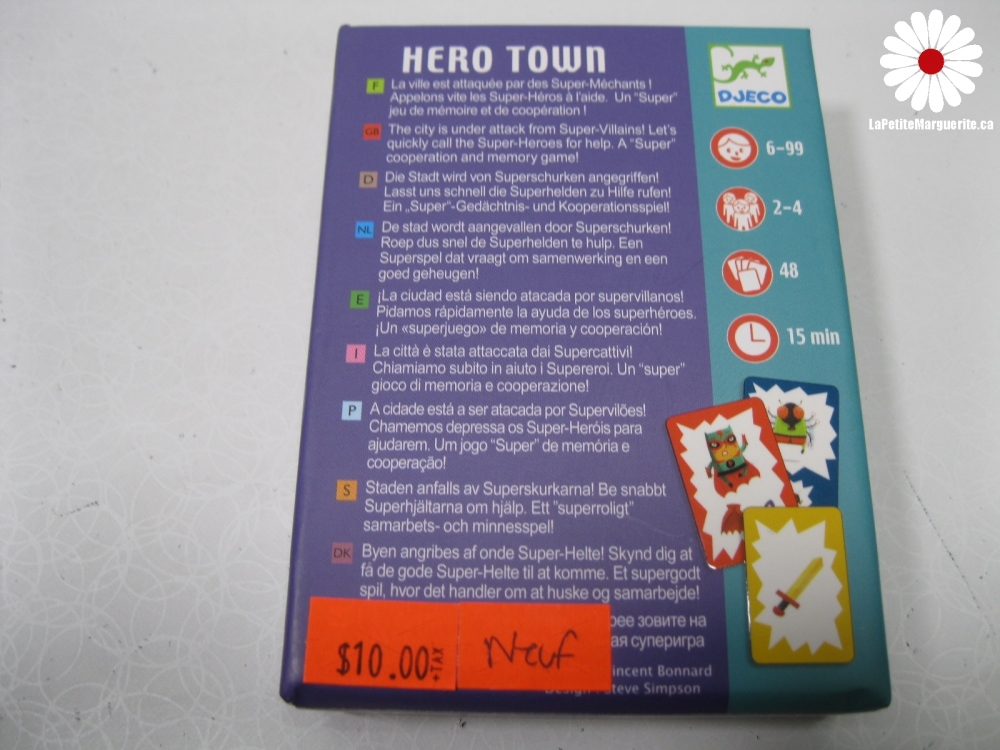 HERO TOWN
F La ville est attaquée par des Super-Méchants !
Appelons vite les Super-Héros à l'aide. Un "Super"
jeu de mémoire et de coopération !
GB The city is under attack from Super-Villains! Let's
quickly call the Super-Heroes for help. A "Super"
cooperation and memory game!
D Die Stadt wird von Superschurken angegriffen!
Lasst uns schnell die Superhelden zu Hilfe rufen!
Ein „Super"-Gedächtnis- und Kooperationsspiel!
NL De stad wordt aangevallen door Superschurken!
Roep dus snel de Superhelden te hulp. Een
Superspel dat vraagt om samenwerking en een
goed geheugen!
E ¡La ciudad está siendo atacada por supervillanos!
Pidamos rápidamente la ayuda de los superhéroes.
¡Un «superjuego» de memoria y cooperación!
I La città è stata attaccata dai Supercattivi!
Chiamiamo subito in aiuto i Supereroi. Un "super"
gioco di memoria e cooperazione!
P A cidade está a ser atacada por Supervilões!
Chamemos depressa os Super-Heróis para
ajudarem. Um jogo "Super" de memória e
cooperação!
S Staden anfalls av Superskurkarna! Be snabbt
Superhjältarna om hjälp. Ett "superroligt"
samarbets- och minnesspel!
DK Byen angribes af onde Super-Helte! Skynd dig at
få de gode Super-Helte til at komme. Et supergodt
spil, hvor det handler om at huske og samarbejde!
зовите на
суперигра
Bonnard
Steve Simpson
$10.00 +TAX
Neuf
DJECO
6-99
2-4
48
15 min
LaPetiteMarguerite.ca